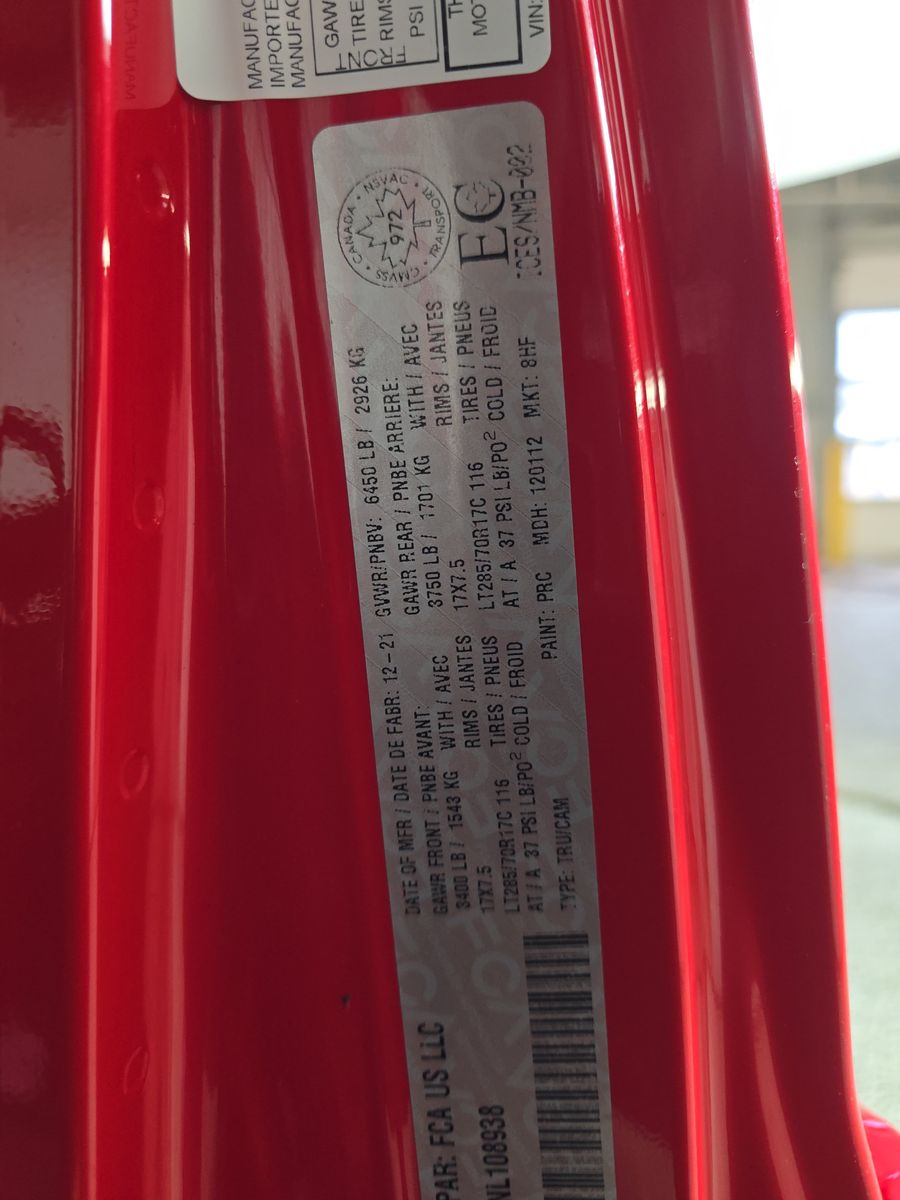 MANUFAC
IMPORTE
MANUFAC
GAW
TIRE
RIMS
PSI
FRONT
TH
MOT
VIN:
PAR: FCA US LLC
NL108938
DATE OF MFR / DATE DE FABR: 12-21
GVWR/PNBV: 6450 LB / 2926 KG
GAWR FRONT / PNBE AVANT:
3400 LB / 1543 KG WITH / AVEC
17X7.5 RIMS / JANTES
LT285/70R17C 116 TIRES / PNEUS
AT / A 37 PSI LB/PO² COLD / FROID
GAWR REAR / PNBE ARRIERE:
3750 LB / 1701 KG WITH / AVEC
17X7.5 RIMS / JANTES
LT285/70R17C 116 TIRES / PNEUS
AT / A 37 PSI LB/PO² COLD / FROID
TYPE: TRU/CAM PAINT: PRC MDH: 120112 MKT: 8HF
CANADA • NSVAC • TRANSPORT • CMVSS •
972
EC
ICES/NMB-002